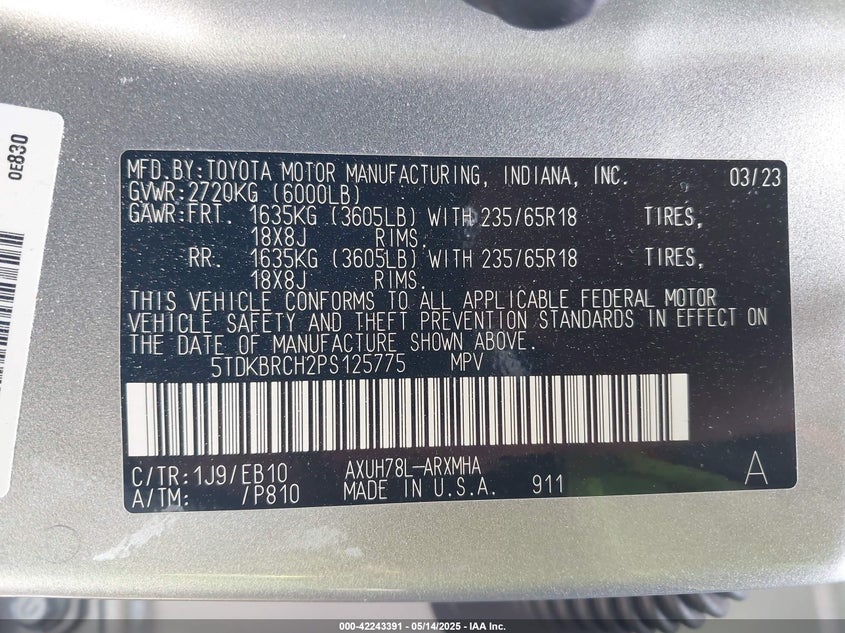 0E830
MFD.BY:TOYOTA MOTOR MANUFACTURING, INDIANA, INC. 03/23
GVWR:2720KG (6000LB)
GAWR:FRT. 1635KG (3605LB) WITH 235/65R18 TIRES,
18X8J RIMS.
RR. 1635KG (3605LB) WITH 235/65R18 TIRES,
18X8J RIMS.
THIS VEHICLE CONFORMS TO ALL APPLICABLE FEDERAL MOTOR
VEHICLE SAFETY AND THEFT PREVENTION STANDARDS IN EFFECT ON
THE DATE OF MANUFACTURE SHOWN ABOVE.
5TDKBRCH2PS125775 MPV
C/TR:1J9/EB10 AXUH78L-ARXMHA
A/TM: /P810 MADE IN U.S.A. 911 A
000-42243391 - 05/14/2025 - IAA Inc.